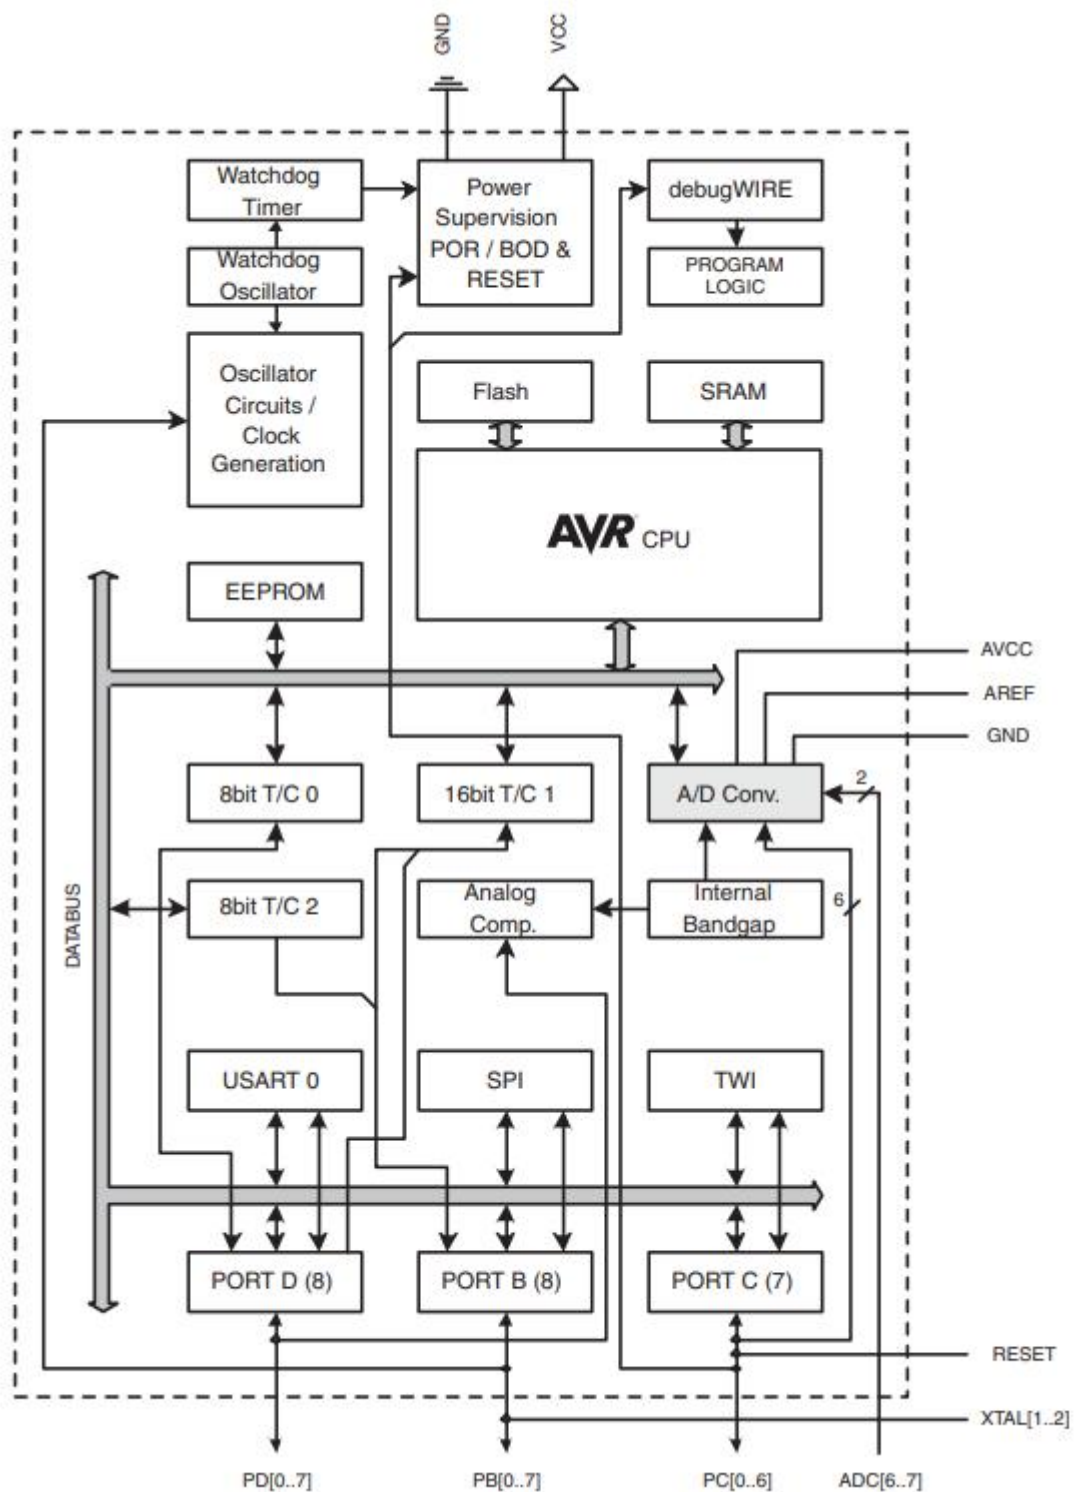 GND
VCC
Watchdog
Timer
Power
Supervision
POR / BOD &
RESET
debugWIRE
Watchdog
Oscillator
PROGRAM
LOGIC
Oscillator
Circuits /
Clock
Generation
Flash
SRAM
AVR CPU
EEPROM
AVCC
AREF
GND
8bit T/C 0
16bit T/C 1
A/D Conv.
2
DATABUS
8bit T/C 2
Analog
Comp.
Internal
Bandgap
6
USART 0
SPI
TWI
PORT D (8)
PORT B (8)
PORT C (7)
RESET
XTAL[1..2]
PD[0..7]
PB[0..7]
PC[0..6]
ADC[6..7]